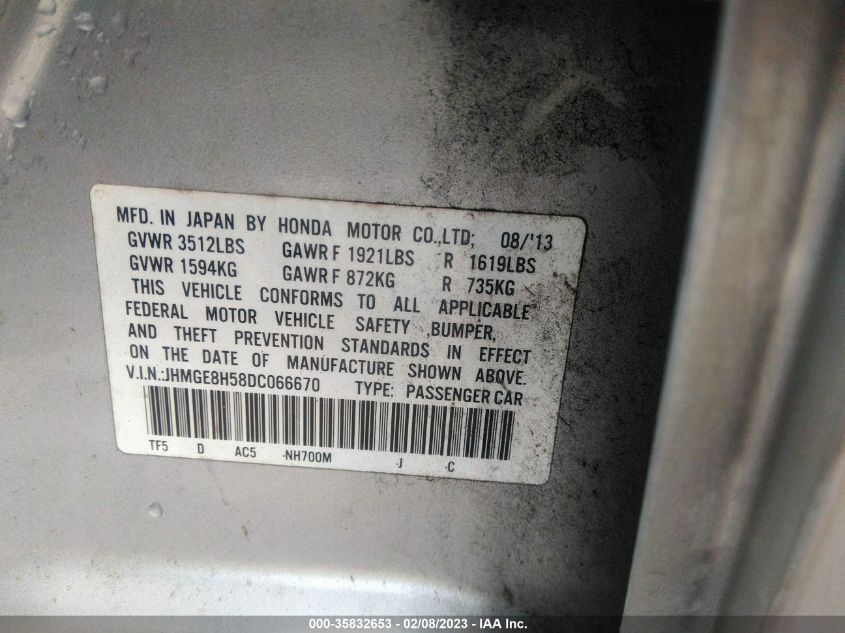 MFD. IN JAPAN BY HONDA MOTOR CO.,LTD; 08/'13
GVWR 3512LBS GAWR F 1921LBS R 1619LBS
GVWR 1594KG GAWR F 872KG R 735KG
THIS VEHICLE CONFORMS TO ALL APPLICABLE
FEDERAL MOTOR VEHICLE SAFETY, BUMPER,
AND THEFT PREVENTION STANDARDS IN EFFECT
ON THE DATE OF MANUFACTURE SHOWN ABOVE.
V.I.N.:JHMGE8H58DC066670 TYPE: PASSENGER CAR
TF5 D AC5 -NH700M -J -C
000-35832653 - 02/08/2023 - IAA Inc.